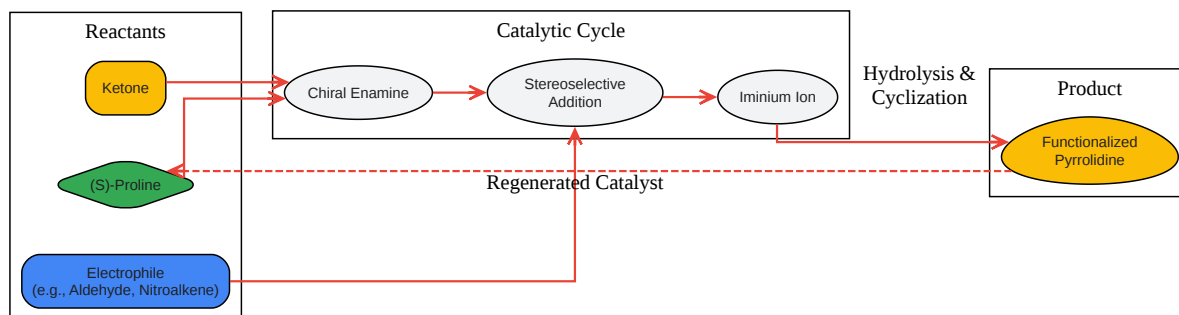 Reactants
Ketone
(S)-Proline
Electrophile
(e.g., Aldehyde, Nitroalkene)
Catalytic Cycle
Chiral Enamine
Stereoselective
Addition
Iminium Ion
Regenerated Catalyst
Hydrolysis &
Cyclization
Product
Functionalized
Pyrrolidine